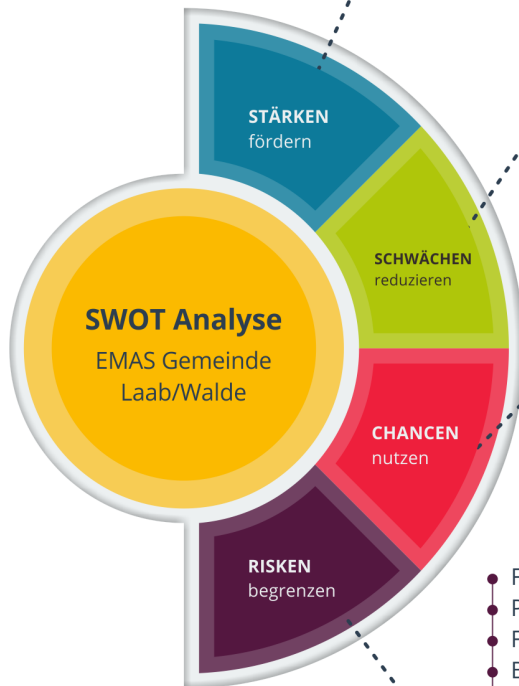 STÄRKEN
fördern
SCHWÄCHEN
reduzieren
SWOT Analyse
EMAS Gemeinde
Laab/Walde
CHANCEN
nutzen
RISKEN
begrenzen